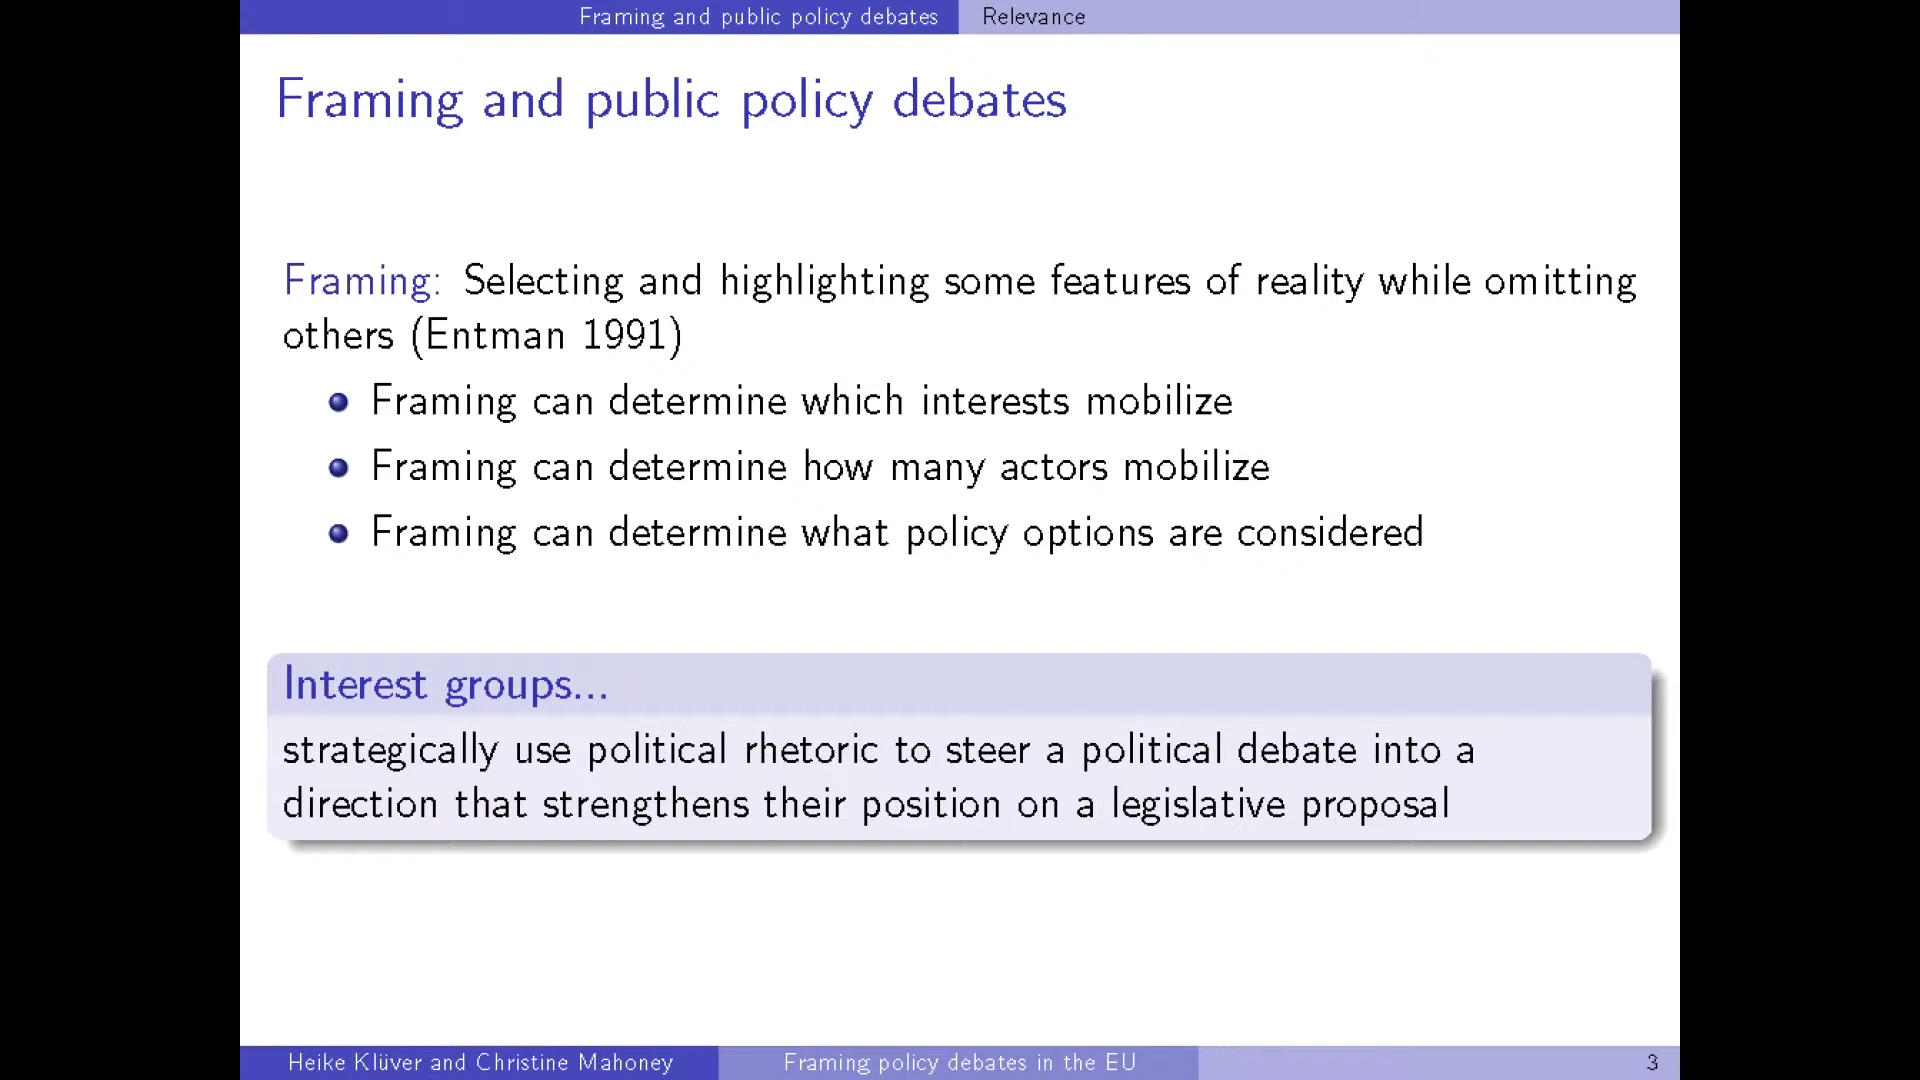 Framing and public policy debates Relevance
Framing and public policy debates
Framing: Selecting and highlighting some features of reality while omitting
others (Entman 1991)
Framing can determine which interests mobilize
Framing can determine how many actors mobilize
Framing can determine what policy options are considered
Interest groups...
strategically use political rhetoric to steer a political debate into a
direction that strengthens their position on a legislative proposal
Heike Klüver and Christine Mahoney Framing policy debates in the EU 3